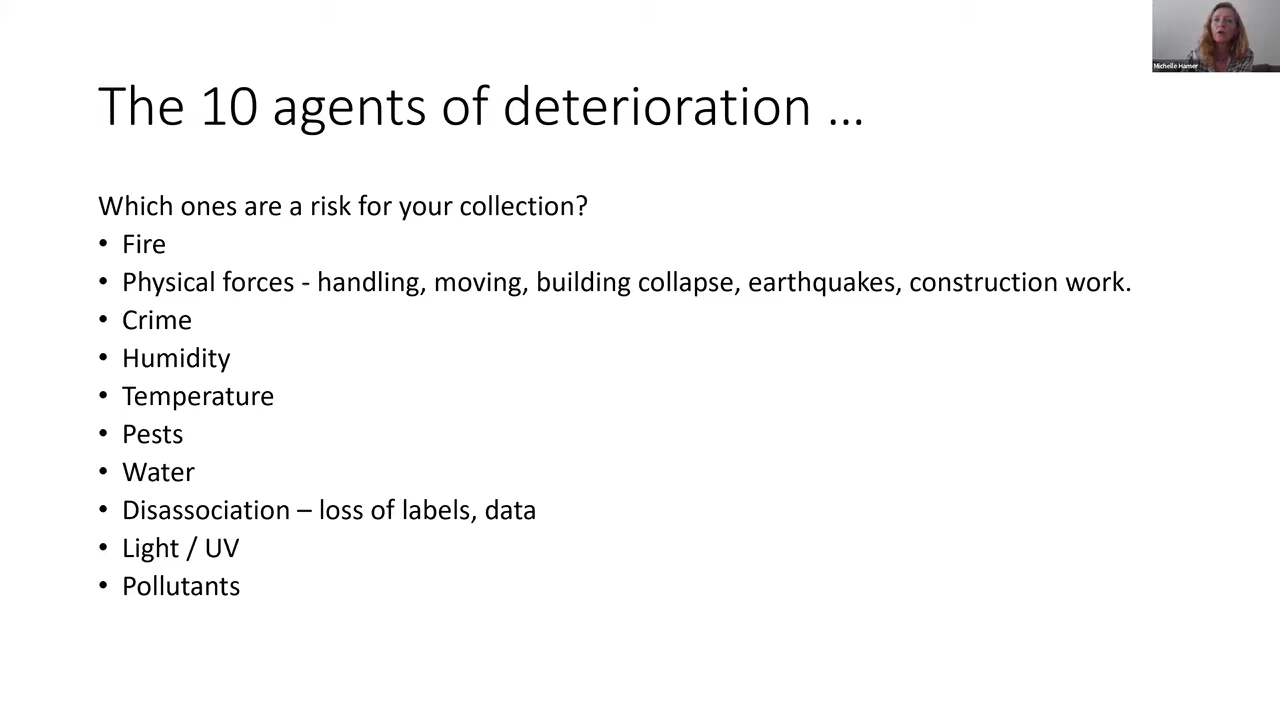 The 10 agents of deterioration ...
Which ones are a risk for your collection?
• Fire
• Physical forces - handling, moving, building collapse, earthquakes, construction work.
• Crime
• Humidity
• Temperature
• Pests
• Water
• Disassociation – loss of labels, data
• Light / UV
• Pollutants
Michelle Hamer